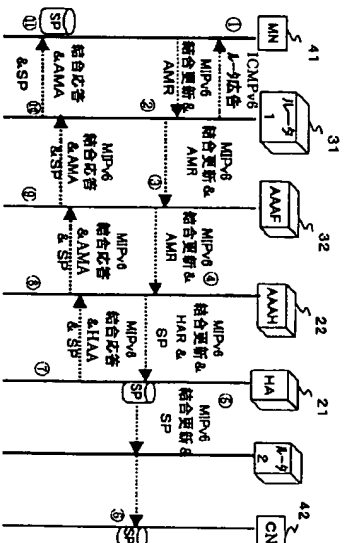 MN
41
ルータ
1
31
AAAF
32
AAAH
22
HA
21
ルータ
2
CN
42
①
ICMPv6
ルータ広告
MIPv6
結合更新&
AMR
②
MIPv6
結合更新&
AMR
③
MIPv6
結合更新&
AMR
④
MIPv6
結合更新&
HAR &
SP
⑤
MIPv6
結合更新&
SP
SP
⑥
SP
⑦
MIPv6
結合応答
&HAA
& SP
⑧
MIPv6
結合応答
&AMA
& SP
⑨
MIPv6
結合応答
&AMA
& SP
⑩
MIPv6
結合応答
&AMA
&SP
⑪
SP